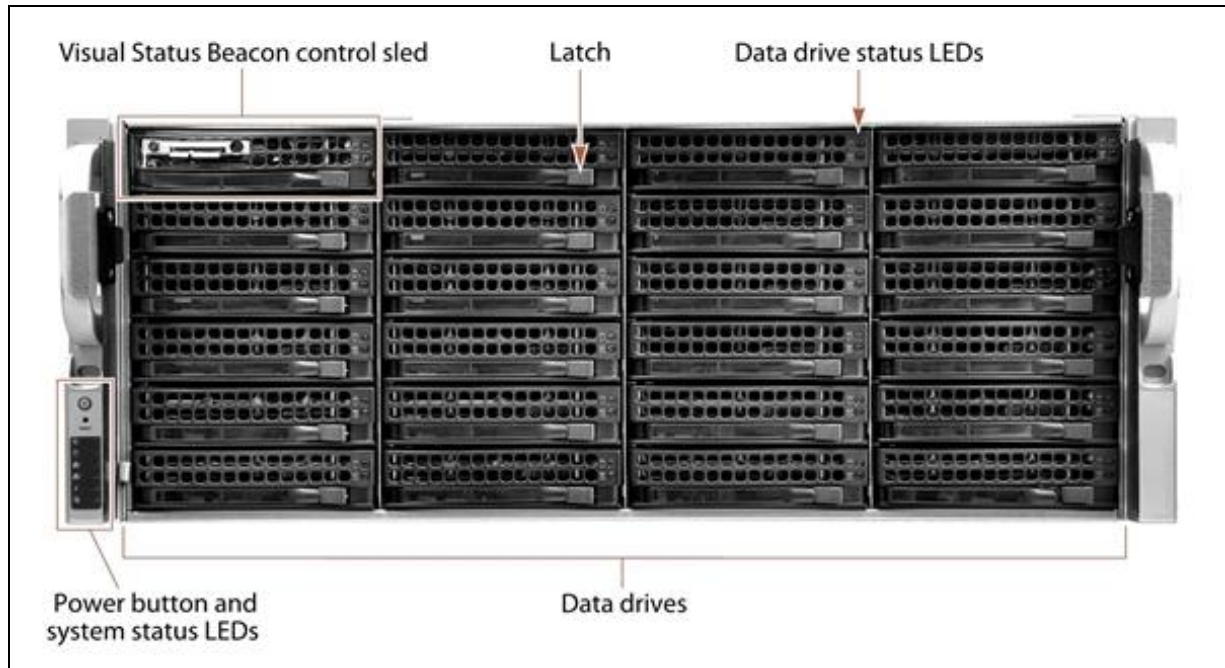 Visual Status Beacon control sled
Latch
Data drive status LEDs
Power button and
system status LEDs
Data drives